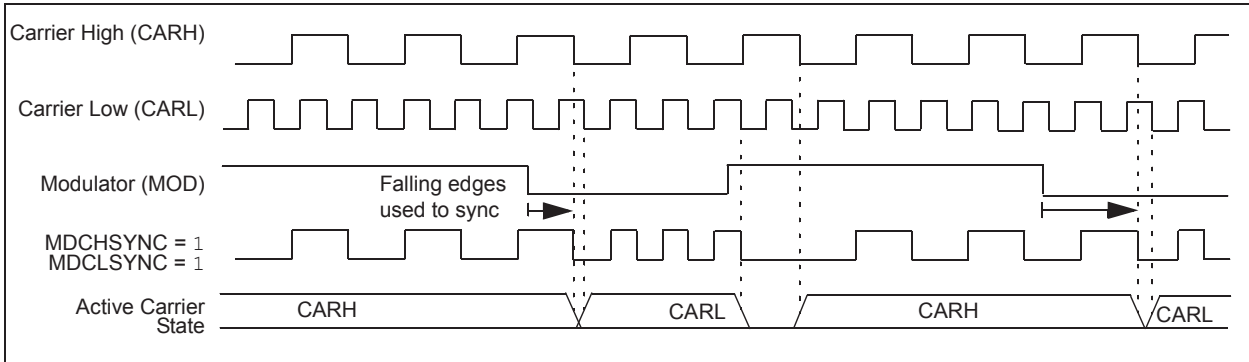 Carrier High (CARH)
Carrier Low (CARL)
Modulator (MOD)
Falling edges
used to sync
MDCHSYNC = 1
MDCLSYNC = 1
Active Carrier
State
CARH
CARL
CARH
CARL